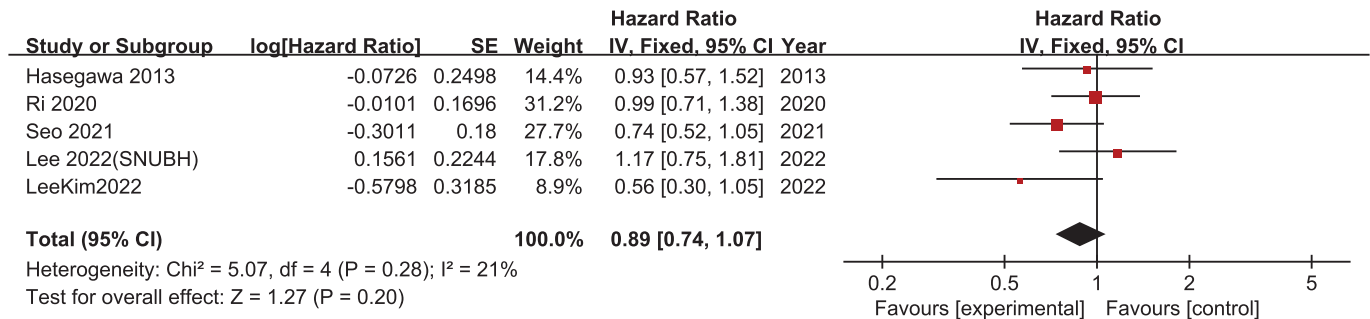 Hazard Ratio Hazard Ratio
Study or Subgroup log[Hazard Ratio] SE Weight IV, Fixed, 95% CI Year IV, Fixed, 95% CI
Hasegawa 2013 -0.0726 0.2498 14.4% 0.93 [0.57, 1.52] 2013
Ri 2020 -0.0101 0.1696 31.2% 0.99 [0.71, 1.38] 2020
Seo 2021 -0.3011 0.18 27.7% 0.74 [0.52, 1.05] 2021
Lee 2022(SNUBH) 0.1561 0.2244 17.8% 1.17 [0.75, 1.81] 2022
LeeKim2022 -0.5798 0.3185 8.9% 0.56 [0.30, 1.05] 2022
Total (95% CI) 100.0% 0.89 [0.74, 1.07]
Heterogeneity: Chi² = 5.07, df = 4 (P = 0.28); I² = 21%
Test for overall effect: Z = 1.27 (P = 0.20)
0.2 0.5 1 2 5
Favours [experimental] Favours [control]